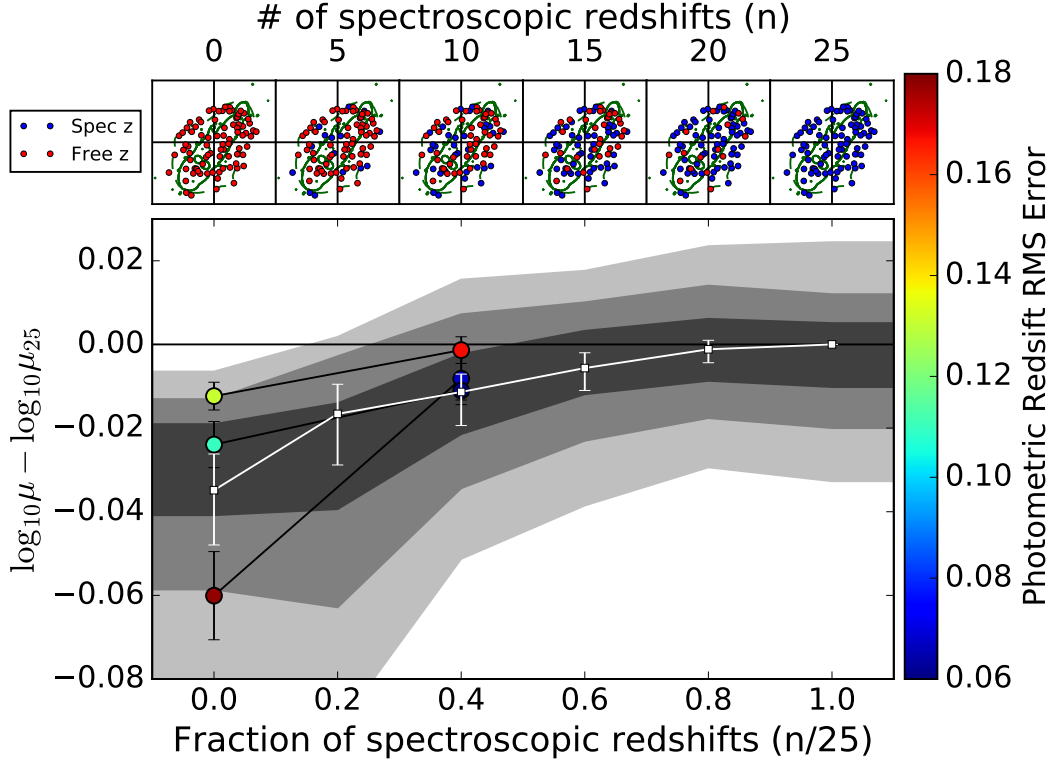 # of spectroscopic redshifts (n)
0 5 10 15 20 25
Spec z
Free z
0.02
0.00
−0.02
−0.04
−0.06
−0.08
log₁₀μ − log₁₀μ₂₅
0.0 0.2 0.4 0.6 0.8 1.0
Fraction of spectroscopic redshifts (n/25)
0.18
0.16
0.14
0.12
0.10
0.08
0.06
Photometric Redsift RMS Error